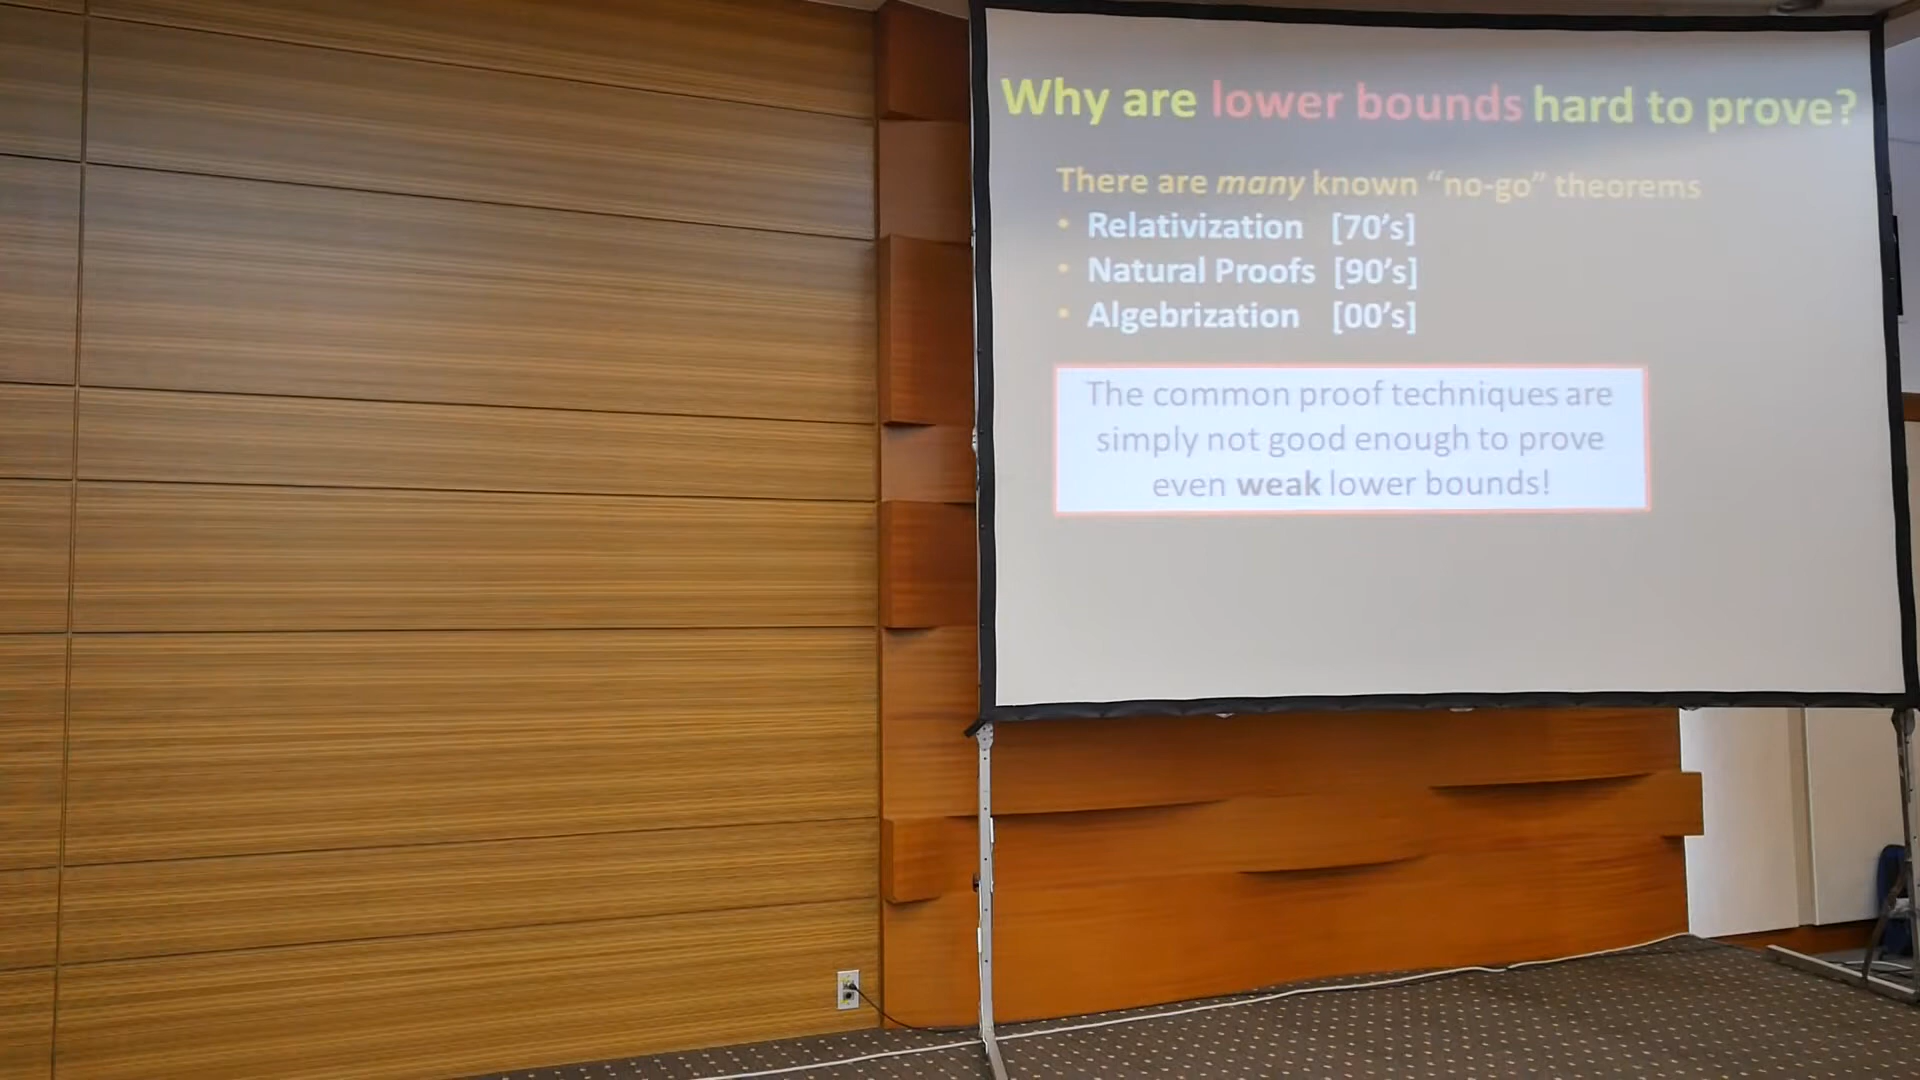 Why are lower bounds hard to prove?
There are many known “no-go” theorems
• Relativization [70’s]
• Natural Proofs [90’s]
• Algebrization [00’s]
The common proof techniques are
simply not good enough to prove
even weak lower bounds!